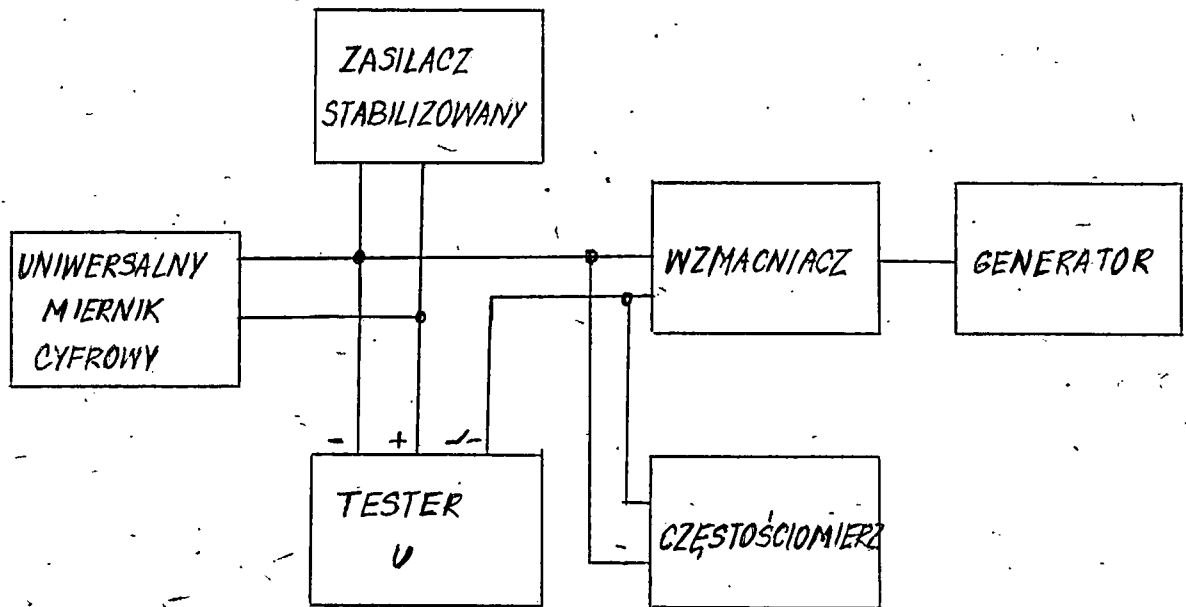 ZASILACZ
STABILIZOWANY
UNIWERSALNY
MIERNIK
CYFROWY
WZMACNIACZ
GENERATOR
- +
TESTER
U
CZĘSTOŚCIOMIERZ